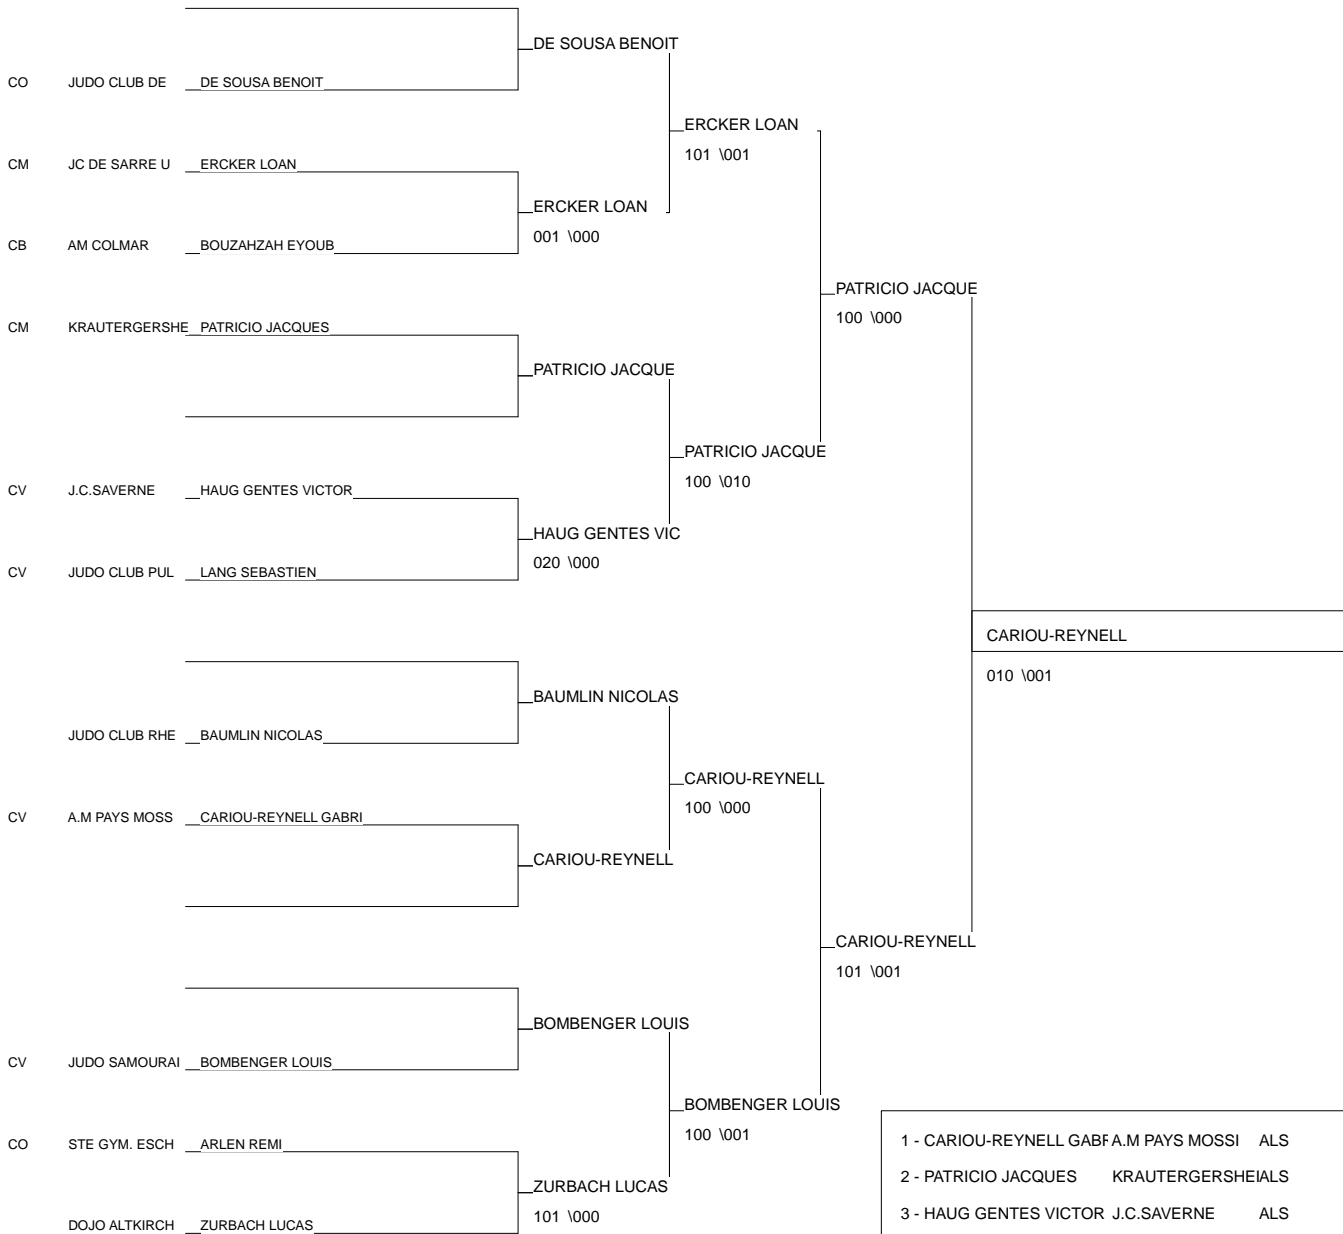 DE SOUSA BENOIT
CO JUDO CLUB DE DE SOUSA BENOIT
ERCKER LOAN
101 \001
CM JC DE SARRE U ERCKER LOAN
ERCKER LOAN
001 \000
CB AM COLMAR BOUZAHZAH EYOUB
PATRICIO JACQUE
100 \000
CM KRAUTERGERSHE PATRICIO JACQUES
PATRICIO JACQUE
PATRICIO JACQUE
100 \010
CV J.C.SAVERNE HAUG GENTES VICTOR
HAUG GENTES VIC
020 \000
CV JUDO CLUB PUL LANG SEBASTIEN
CARIOU-REYNELL
010 \001
BAUMLIN NICOLAS
JUDO CLUB RHE BAUMLIN NICOLAS
CARIOU-REYNELL
100 \000
CV A.M PAYS MOSS CARIOU-REYNELL GABRI
CARIOU-REYNELL
CARIOU-REYNELL
101 \001
BOMBENGER LOUIS
CV JUDO SAMOURAI BOMBENGER LOUIS
BOMBENGER LOUIS
100 \001
CO STE GYM. ESCH ARLEN REMI
ZURBACH LUCAS
101 \000
DOJO ALTKIRCH ZURBACH LUCAS
1 - CARIOU-REYNELL GABR A.M PAYS MOSSI ALS
2 - PATRICIO JACQUES KRAUTERGERSHEI ALS
3 - HAUG GENTES VICTOR J.C.SAVERNE ALS